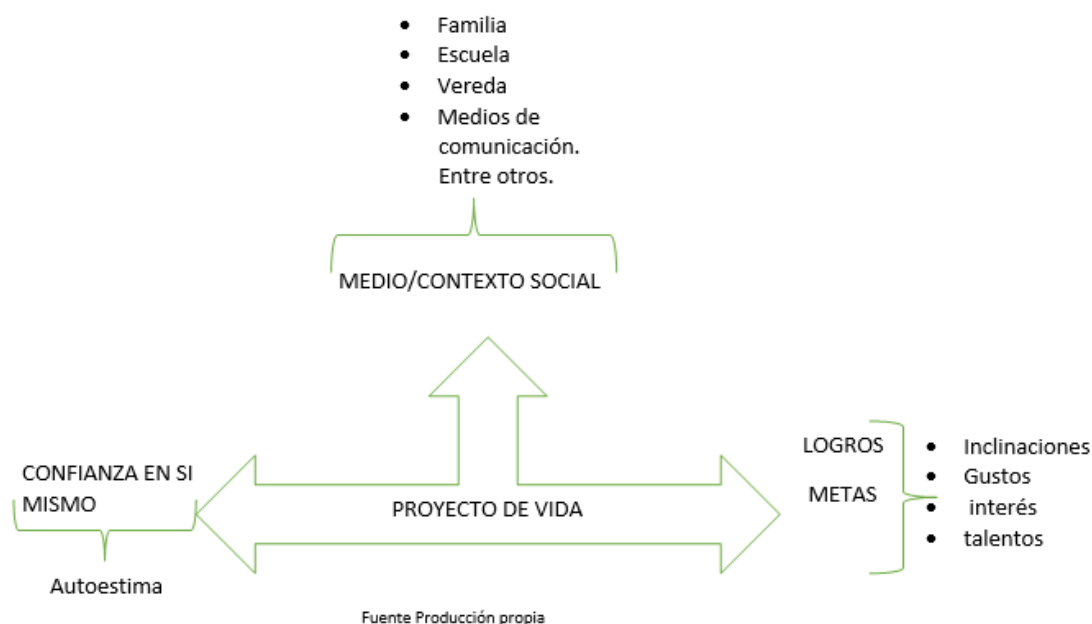 • Familia
• Escuela
• Vereda
• Medios de
comunicación.
Entre otros.
MEDIO/CONTEXTO SOCIAL
CONFIANZA EN SI
MISMO
Autoestima
PROYECTO DE VIDA
LOGROS
METAS
• Inclinaciones
• Gustos
• interés
• talentos
Fuente Producción propia